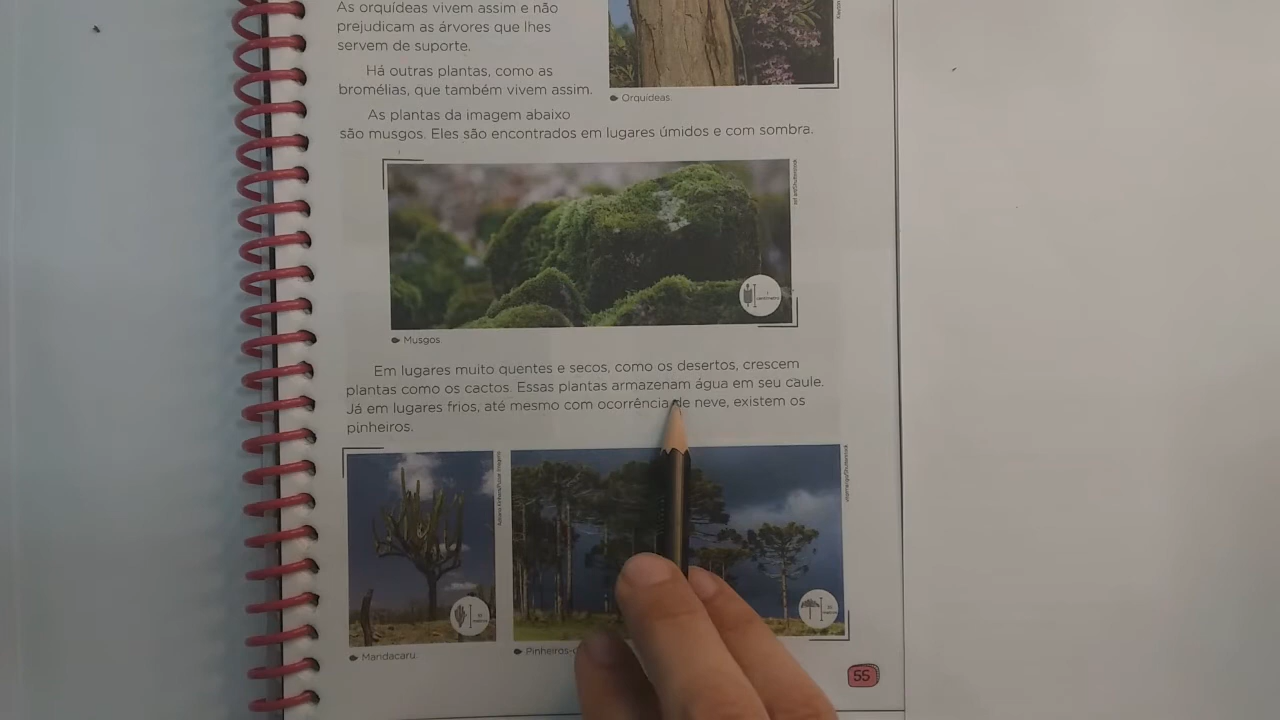 As orquídeas vivem assim e não
prejudicam as árvores que lhes
servem de suporte.
Há outras plantas, como as
bromélias, que também vivem assim.
Orquídeas.
As plantas da imagem abaixo
são musgos. Eles são encontrados em lugares úmidos e com sombra.
Musgos
Em lugares muito quentes e secos, como os desertos, crescem
plantas como os cactos. Essas plantas armazenam água em seu caule.
Já em lugares frios, até mesmo com ocorrência de neve, existem os
pinheiros.
Mandacaru.
55